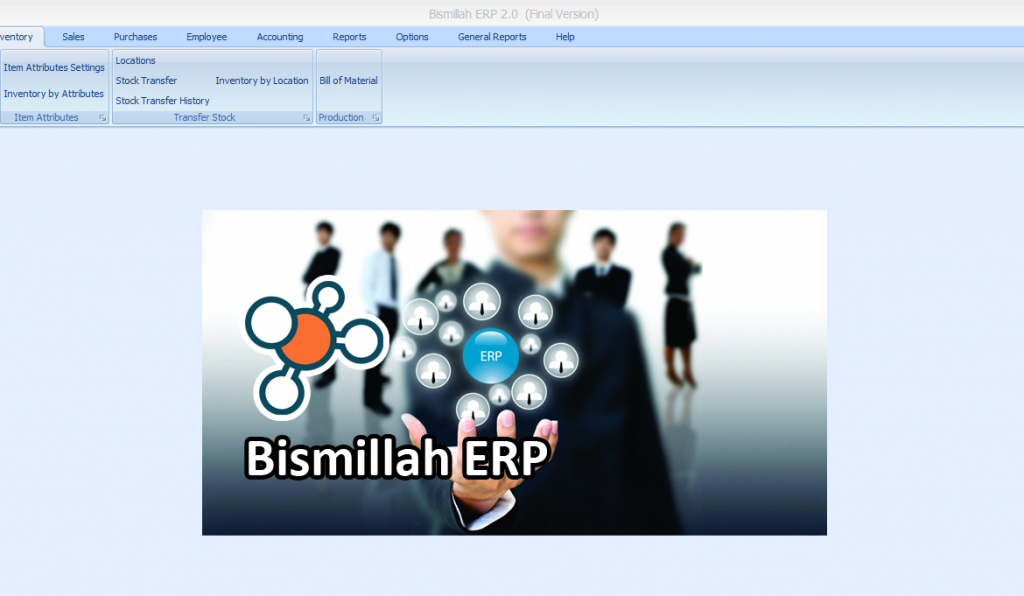 Bismillah ERP 2.0 (Final Version)
ventory Sales Purchases Employee Accounting Reports Options General Reports Help
Item Attributes Settings
Inventory by Attributes
Item Attributes
Locations
Stock Transfer Inventory by Location
Stock Transfer History
Transfer Stock
Bill of Material
Production
ERP
Bismillah ERP